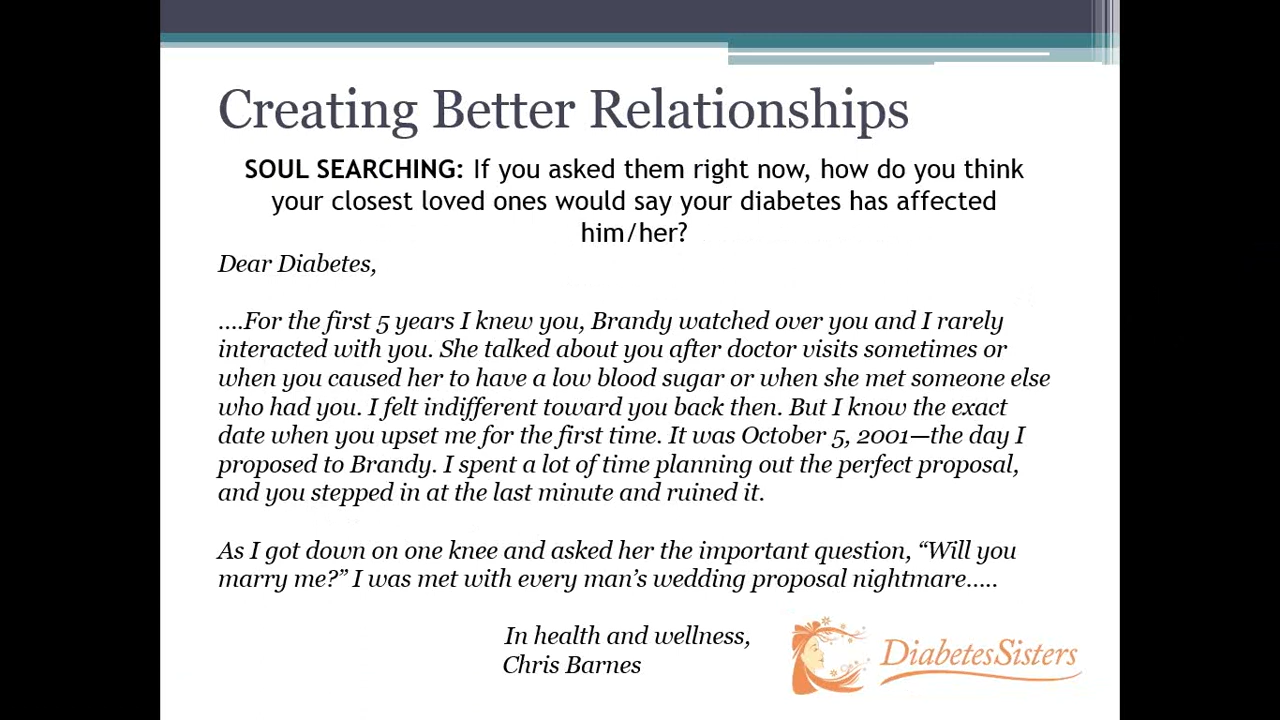 Creating Better Relationships
SOUL SEARCHING: If you asked them right now, how do you think
your closest loved ones would say your diabetes has affected
him/her?
Dear Diabetes,
….For the first 5 years I knew you, Brandy watched over you and I rarely
interacted with you. She talked about you after doctor visits sometimes or
when you caused her to have a low blood sugar or when she met someone else
who had you. I felt indifferent toward you back then. But I know the exact
date when you upset me for the first time. It was October 5, 2001—the day I
proposed to Brandy. I spent a lot of time planning out the perfect proposal,
and you stepped in at the last minute and ruined it.
As I got down on one knee and asked her the important question, “Will you
marry me?” I was met with every man’s wedding proposal nightmare…..
In health and wellness,
Chris Barnes
DiabetesSisters